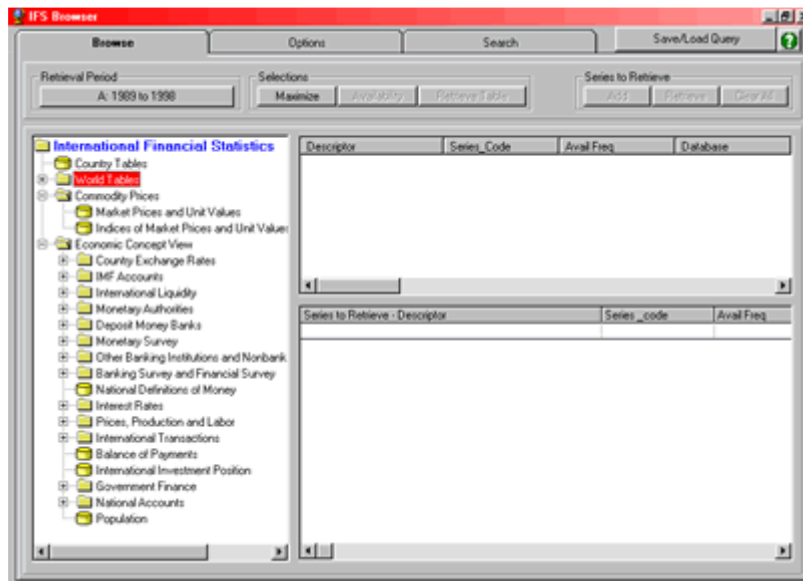 IFS Browser
Browse
Options
Search
Save/Load Query
?
Retrieval Period
A: 1989 to 1998
Selections
Maximize
Availability
Retrieve Table
Series to Retrieve
Add
Retrieve
Clear All
International Financial Statistics
Country Tables
World Tables
Commodity Prices
Market Prices and Unit Values
Indices of Market Prices and Unit Values
Economic Concept View
Country Exchange Rates
IMF Accounts
International Liquidity
Monetary Authorities
Deposit Money Banks
Monetary Survey
Other Banking Institutions and Nonbank
Banking Survey and Financial Survey
National Definitions of Money
Interest Rates
Prices, Production and Labor
International Transactions
Balance of Payments
International Investment Position
Government Finance
National Accounts
Population
Descriptor Series_Code Avail Freq Database
Series to Retrieve - Descriptor Series_code Avail Freq